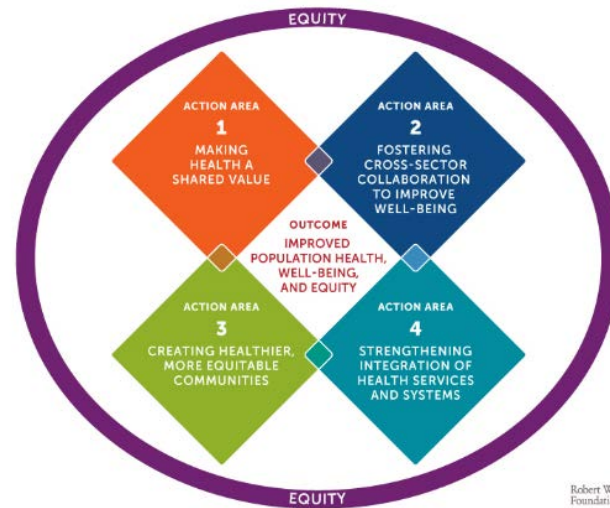 EQUITY
ACTION AREA
1
MAKING
HEALTH A
SHARED VALUE
ACTION AREA
2
FOSTERING
CROSS-SECTOR
COLLABORATION
TO IMPROVE
WELL-BEING
OUTCOME
IMPROVED
POPULATION HEALTH,
WELL-BEING,
AND EQUITY
ACTION AREA
3
CREATING HEALTHIER,
MORE EQUITABLE
COMMUNITIES
ACTION AREA
4
STRENGTHENING
INTEGRATION OF
HEALTH SERVICES
AND SYSTEMS
EQUITY
Robert W